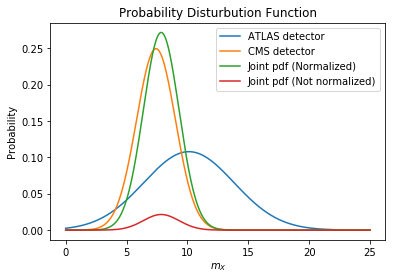 Probability Disturbution Function
ATLAS detector
CMS detector
Joint pdf (Normalized)
Joint pdf (Not normalized)
Probability
0.25
0.20
0.15
0.10
0.05
0.00
0 5 10 15 20 25
m_X